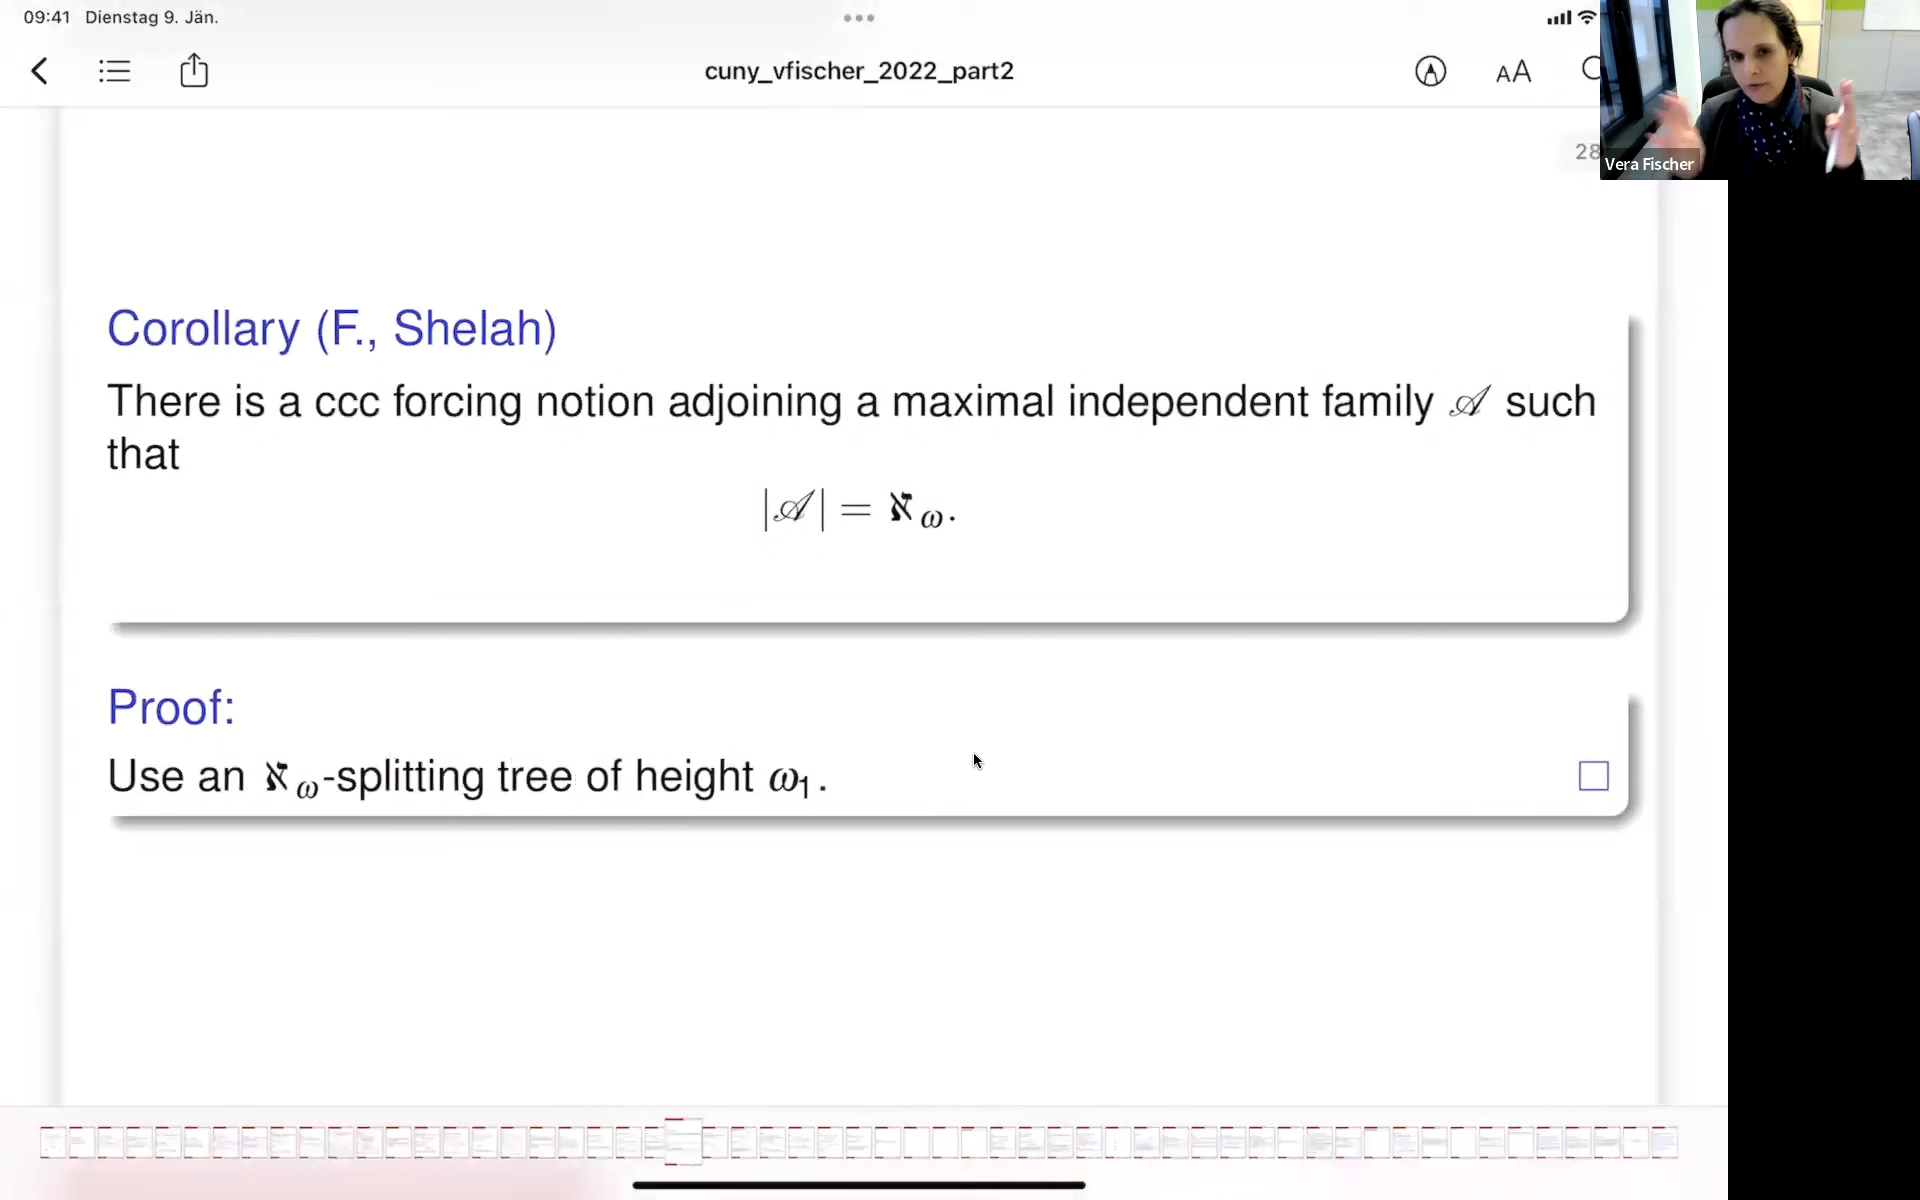 09:41 Dienstag 9. Jän.
cuny_vfischer_2022_part2
AA
28
Vera Fischer
Corollary (F., Shelah)
There is a ccc forcing notion adjoining a maximal independent family 𝒜 such
that
|𝒜| = ℵ_ω.
Proof:
Use an ℵ_ω-splitting tree of height ω₁.